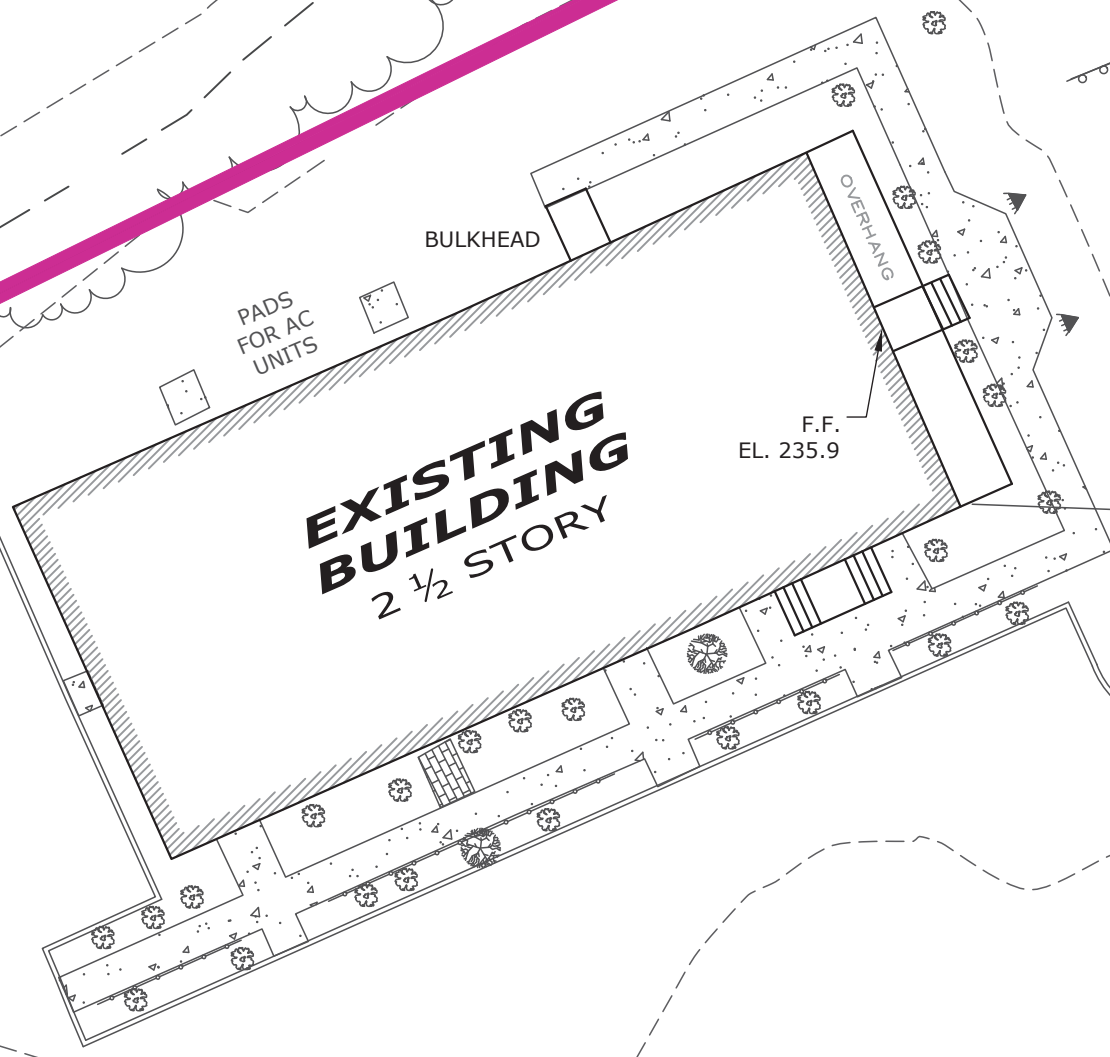 OVERHANG
BULKHEAD
PADS
FOR AC
UNITS
F.F.
EL. 235.9
EXISTING
BUILDING
2 ½ STORY